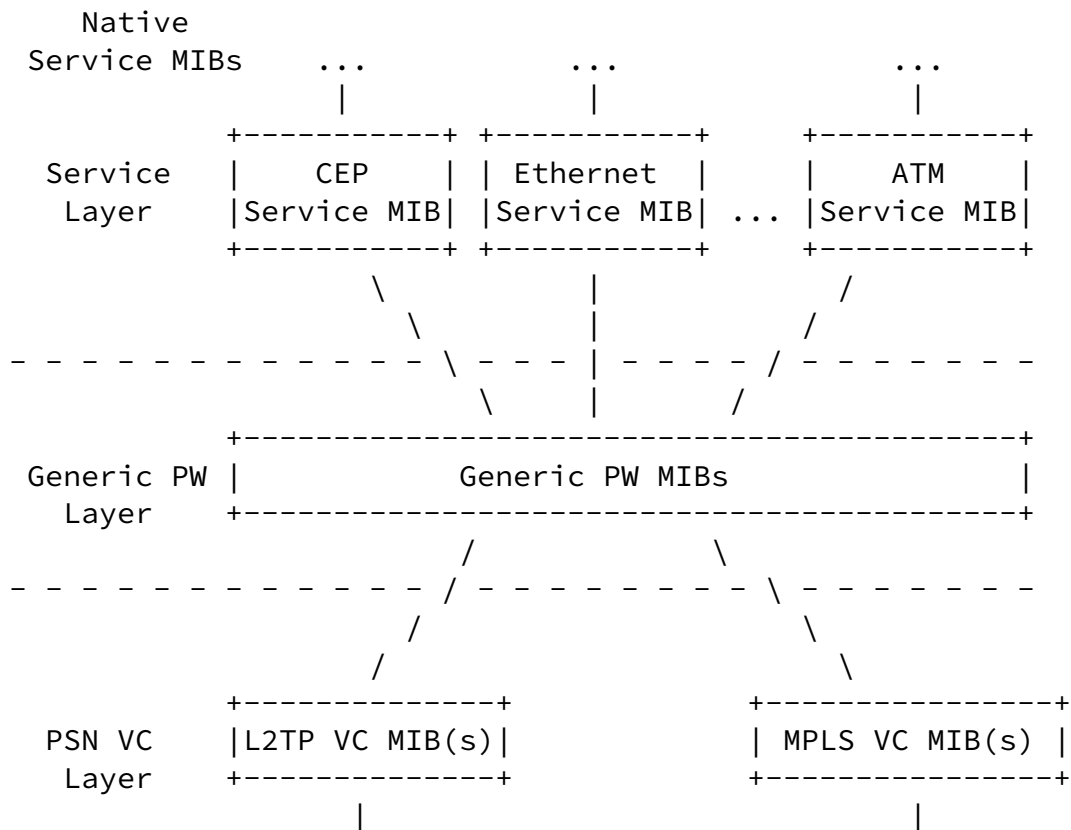 Native
Service MIBs ... ... ...
| | |
+-----------+ +-----------+ +-----------+
Service | CEP | | Ethernet | | ATM |
Layer |Service MIB| |Service MIB| ... |Service MIB|
+-----------+ +-----------+ +-----------+
\ | /
\ | /
- - - - - - - - - - - - \ - - - | - - - - / - - - - - - -
\ | /
+-------------------------------------------+
Generic PW | Generic PW MIBs |
Layer +-------------------------------------------+
/ \
- - - - - - - - - - - - / - - - - - - - - \ - - - - - - -
/ \
/ \
+--------------+ +----------------+
PSN VC |L2TP VC MIB(s)| | MPLS VC MIB(s) |
Layer +--------------+ +----------------+
| |